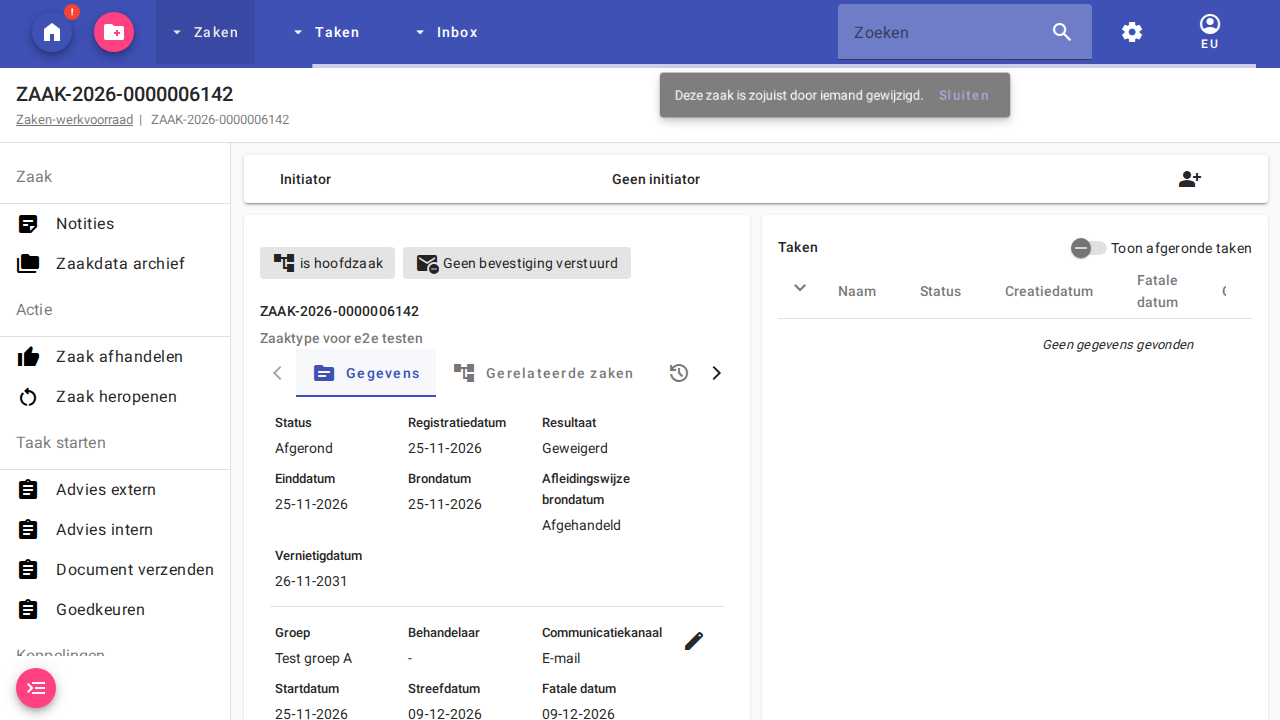 !
Zaken
Taken
Inbox
Zoeken
EU
ZAAK-2026-0000006142
Zaken-werkvoorraad | ZAAK-2026-0000006142
Deze zaak is zojuist door iemand gewijzigd. Sluiten
Zaak
Notities
Zaakdata archief
Actie
Zaak afhandelen
Zaak heropenen
Taak starten
Advies extern
Advies intern
Document verzenden
Goedkeuren
Koppelingen
Initiator
Geen initiator
is hoofdzaak
Geen bevestiging verstuurd
ZAAK-2026-0000006142
Zaaktype voor e2e testen
Gegevens
Gerelateerde zaken
Status Registratiedatum Resultaat
Afgerond 25-11-2026 Geweigerd
Einddatum Brondatum Afleidingswijze
brondatum
25-11-2026 25-11-2026 Afgehandeld
Vernietigdatum
26-11-2031
Groep Behandelaar Communicatiekanaal
Test groep A - E-mail
Startdatum Streefdatum Fatale datum
25-11-2026 09-12-2026 09-12-2026
Taken
Toon afgeronde taken
Naam Status Creatiedatum Fatale
datum
Geen gegevens gevonden